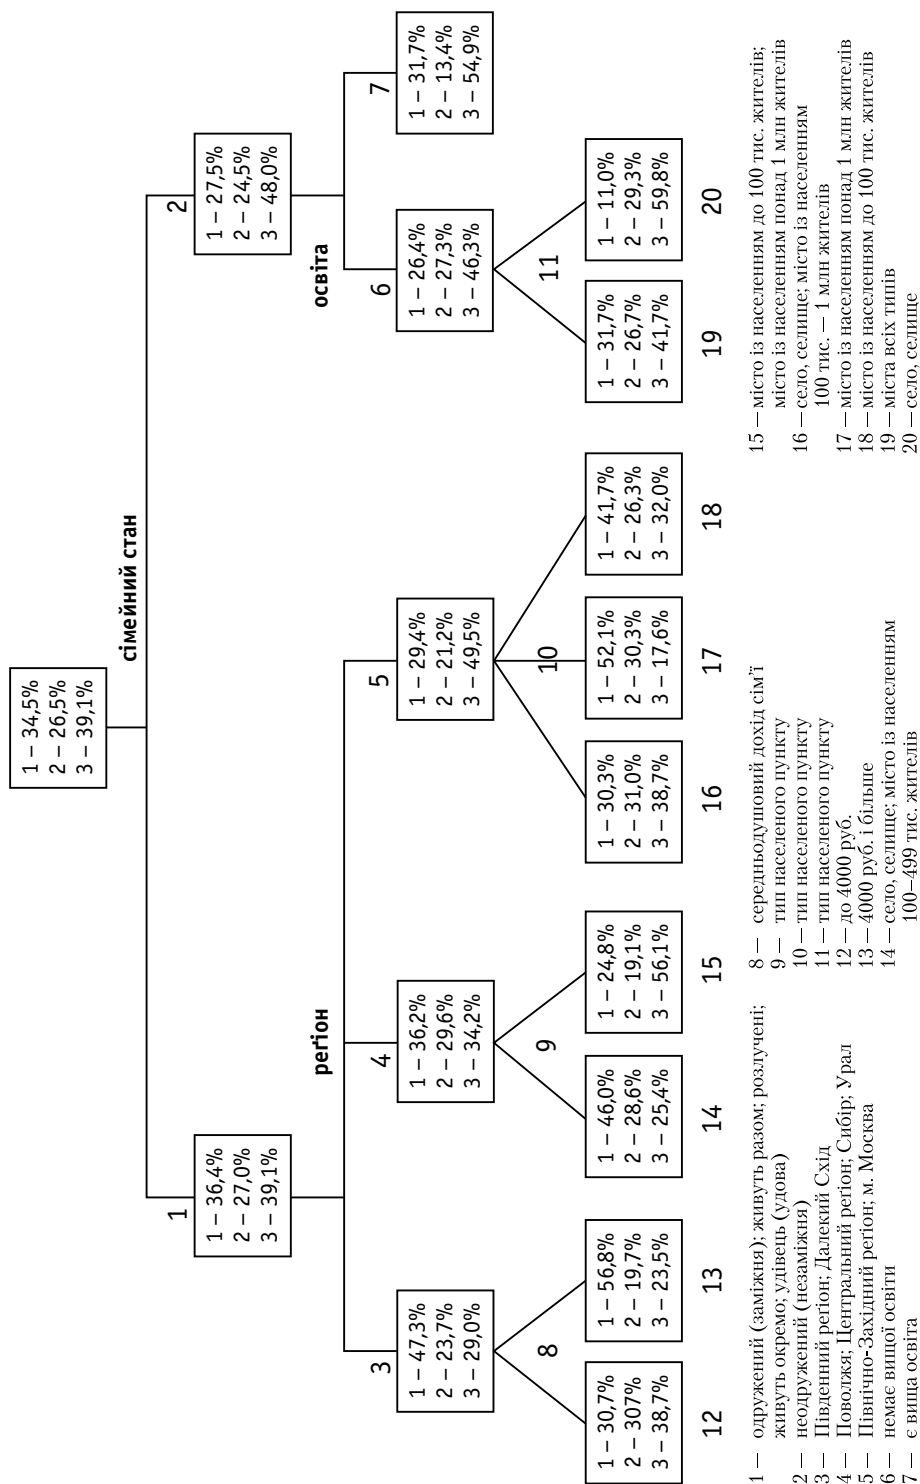 1 – 34,5%
2 – 26,5%
3 – 39,1%
сімейний стан
1
1 – 36,4%
2 – 27,0%
3 – 39,1%
2
1 – 27,5%
2 – 24,5%
3 – 48,0%
регіон
освіта
3
1 – 47,3%
2 – 23,7%
3 – 29,0%
4
1 – 36,2%
2 – 29,6%
3 – 34,2%
5
1 – 29,4%
2 – 21,2%
3 – 49,5%
6
1 – 26,4%
2 – 27,3%
3 – 46,3%
7
1 – 31,7%
2 – 13,4%
3 – 54,9%
8
9
10
11
1 – 30,7%
2 – 307%
3 – 38,7%
12
1 – 56,8%
2 – 19,7%
3 – 23,5%
13
1 – 46,0%
2 – 28,6%
3 – 25,4%
14
1 – 24,8%
2 – 19,1%
3 – 56,1%
15
1 – 30,3%
2 – 31,0%
3 – 38,7%
16
1 – 52,1%
2 – 30,3%
3 – 17,6%
17
1 – 41,7%
2 – 26,3%
3 – 32,0%
18
1 – 31,7%
2 – 26,7%
3 – 41,7%
19
1 – 11,0%
2 – 29,3%
3 – 59,8%
20
1 — одружений (заміжня); живуть разом; розлучені;
живуть окремо; удівець (удова)
2 — неодружений (незаміжня)
3 — Південний регіон; Далекий Схід
4 — Поволжя; Центральний регіон; Сибір; Урал
5 — Північно-Західний регіон; м. Москва
6 — немає вищої освіти
7 — є вища освіта
8 — середньодушовий дохід сім’ї
9 — тип населеного пункту
10 — тип населеного пункту
11 — тип населеного пункту
12 — до 4000 руб.
13 — 4000 руб. і більше
14 — село, селище; місто із населенням
100–499 тис. жителів
15 — місто із населенням до 100 тис. жителів;
місто із населенням понад 1 млн жителів
16 — село, селище; місто із населенням
100 тис. — 1 млн жителів
17 — місто із населенням понад 1 млн жителів
18 — місто із населенням до 100 тис. жителів
19 — міста всіх типів
20 — село, селище